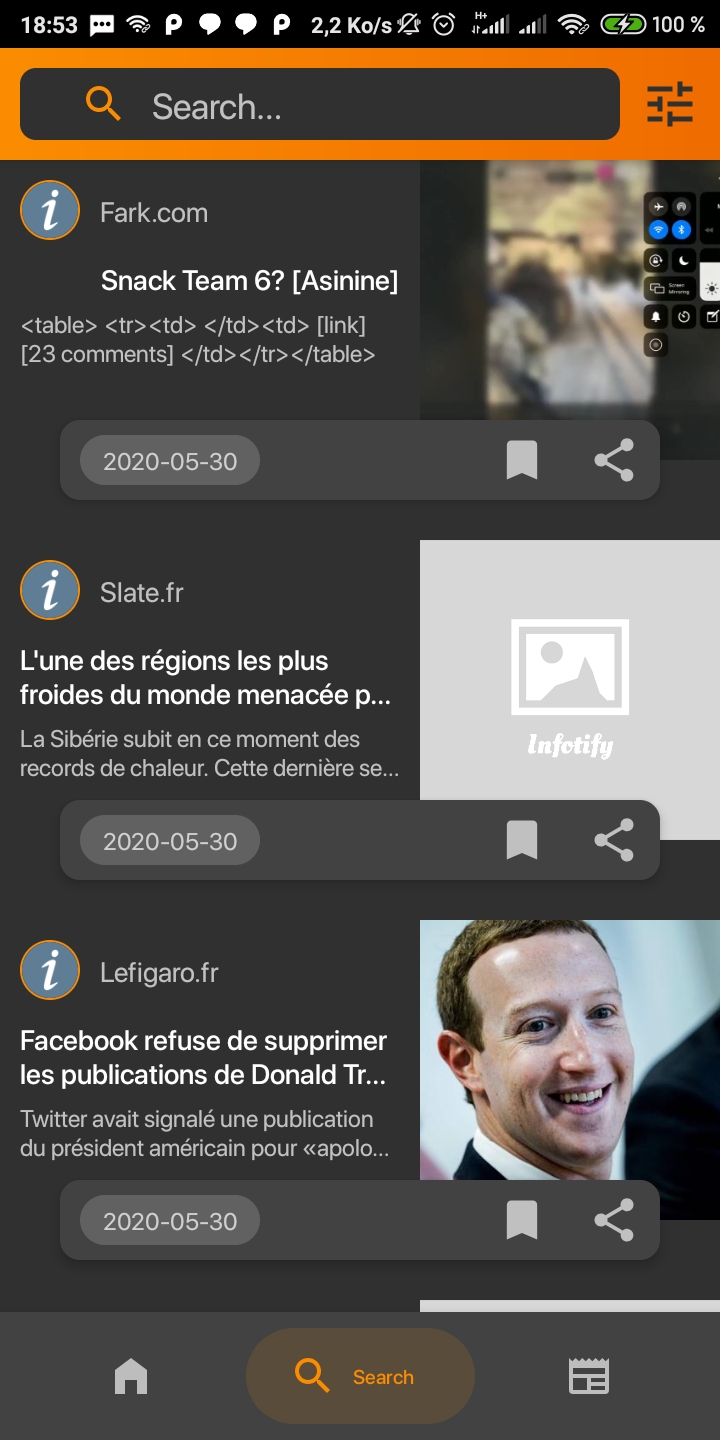 18:53
2,2 Ko/s
H+
100 %
Search...
Fark.com
Snack Team 6? [Asinine]
<table> <tr><td> </td><td> [link]
[23 comments] </td></tr></table>
Screen
Mirroring
2020-05-30
Slate.fr
L'une des régions les plus
froides du monde menacée p...
La Sibérie subit en ce moment des
records de chaleur. Cette dernière se...
Infotify
2020-05-30
Lefigaro.fr
Facebook refuse de supprimer
les publications de Donald Tr...
Twitter avait signalé une publication
du président américain pour «apolo...
2020-05-30
Search